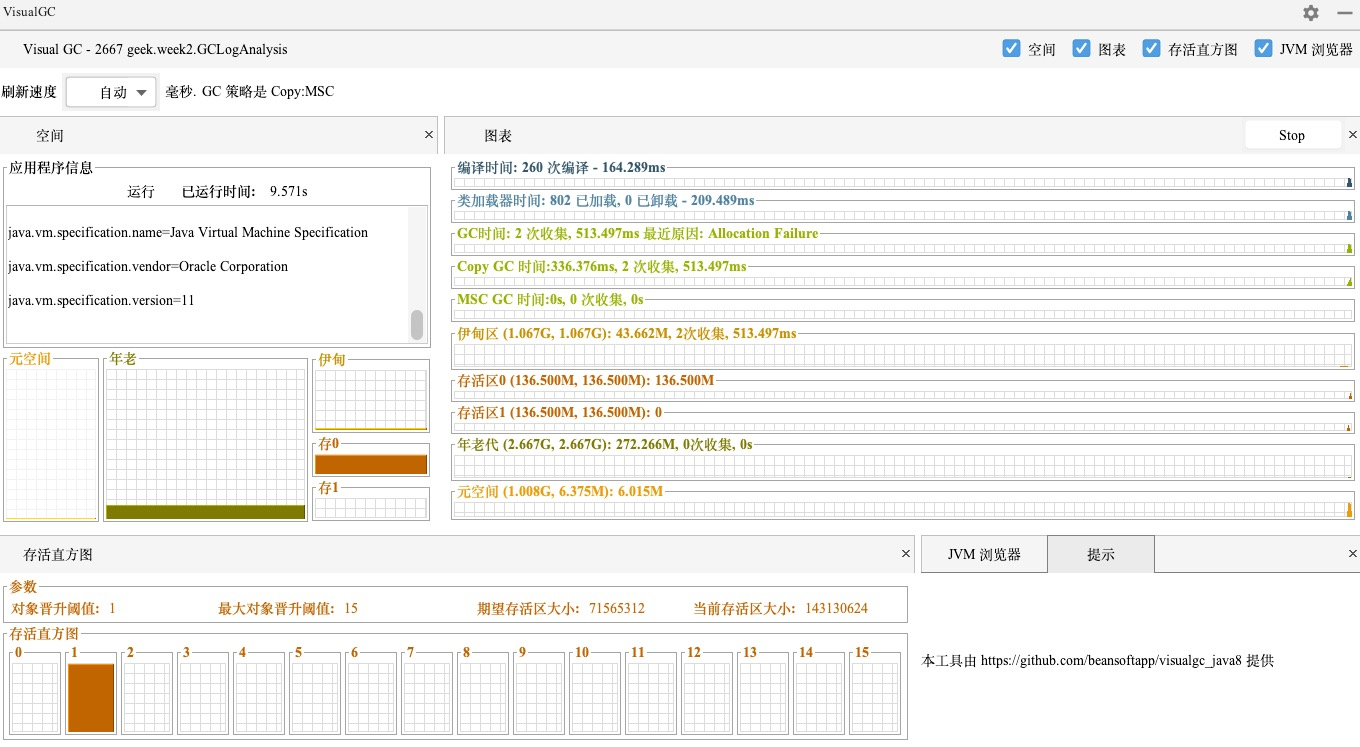 VisualGC
Visual GC - 2667 geek.week2.GCLogAnalysis
空间 图表 存活直方图 JVM 浏览器
刷新速度 自动 毫秒. GC 策略是 Copy:MSC
空间 ×
应用程序信息
运行 已运行时间: 9.571s
java.vm.specification.name=Java Virtual Machine Specification
java.vm.specification.vendor=Oracle Corporation
java.vm.specification.version=11
元空间 年老 伊甸
存0
存1
图表 Stop ×
编译时间: 260 次编译 - 164.289ms
类加载器时间: 802 已加载, 0 已卸载 - 209.489ms
GC时间: 2 次收集, 513.497ms 最近原因: Allocation Failure
Copy GC 时间:336.376ms, 2 次收集, 513.497ms
MSC GC 时间:0s, 0 次收集, 0s
伊甸区 (1.067G, 1.067G): 43.662M, 2次收集, 513.497ms
存活区0 (136.500M, 136.500M): 136.500M
存活区1 (136.500M, 136.500M): 0
年老代 (2.667G, 2.667G): 272.266M, 0次收集, 0s
元空间 (1.008G, 6.375M): 6.015M
存活直方图 ×
参数
对象晋升阈值: 1 最大对象晋升阈值: 15 期望存活区大小: 71565312 当前存活区大小: 143130624
存活直方图
0 1 2 3 4 5 6 7 8 9 10 11 12 13 14 15
JVM 浏览器 提示 ×
本工具由 https://github.com/beansoftapp/visualgc_java8 提供